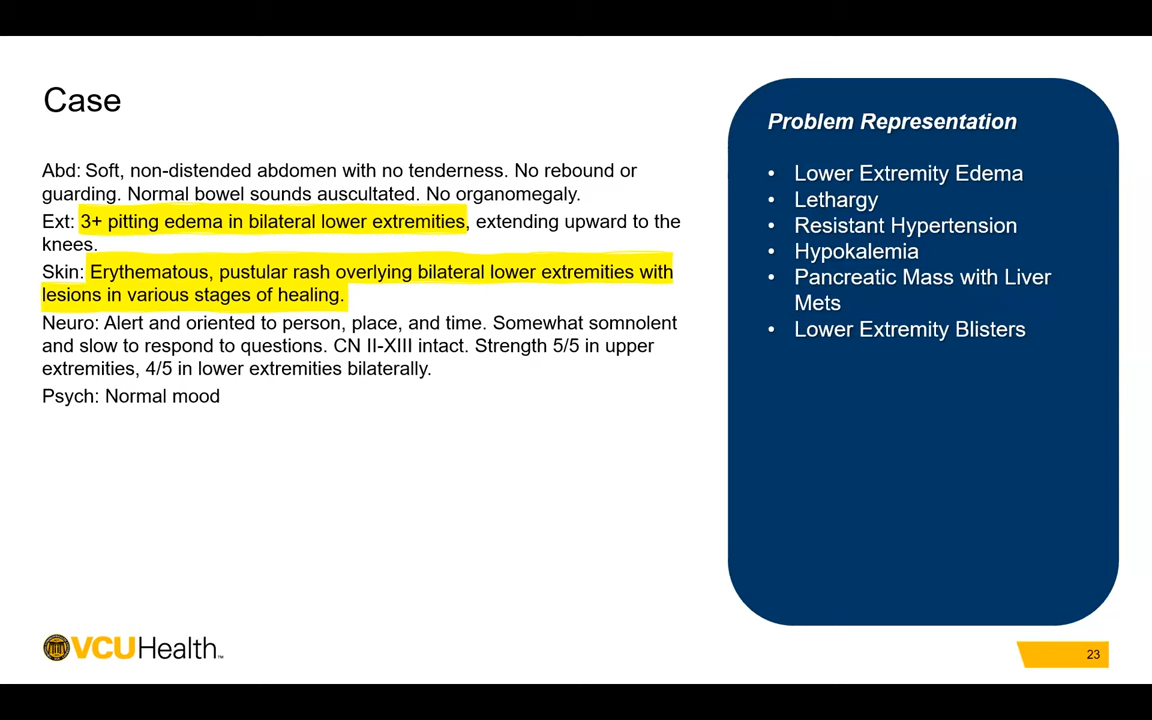 Case
Abd: Soft, non-distended abdomen with no tenderness. No rebound or
guarding. Normal bowel sounds auscultated. No organomegaly.
Ext: 3+ pitting edema in bilateral lower extremities, extending upward to the
knees.
Skin: Erythematous, pustular rash overlying bilateral lower extremities with
lesions in various stages of healing.
Neuro: Alert and oriented to person, place, and time. Somewhat somnolent
and slow to respond to questions. CN II-XIII intact. Strength 5/5 in upper
extremities, 4/5 in lower extremities bilaterally.
Psych: Normal mood
Problem Representation
• Lower Extremity Edema
• Lethargy
• Resistant Hypertension
• Hypokalemia
• Pancreatic Mass with Liver
Mets
• Lower Extremity Blisters
VCUHealth™
23